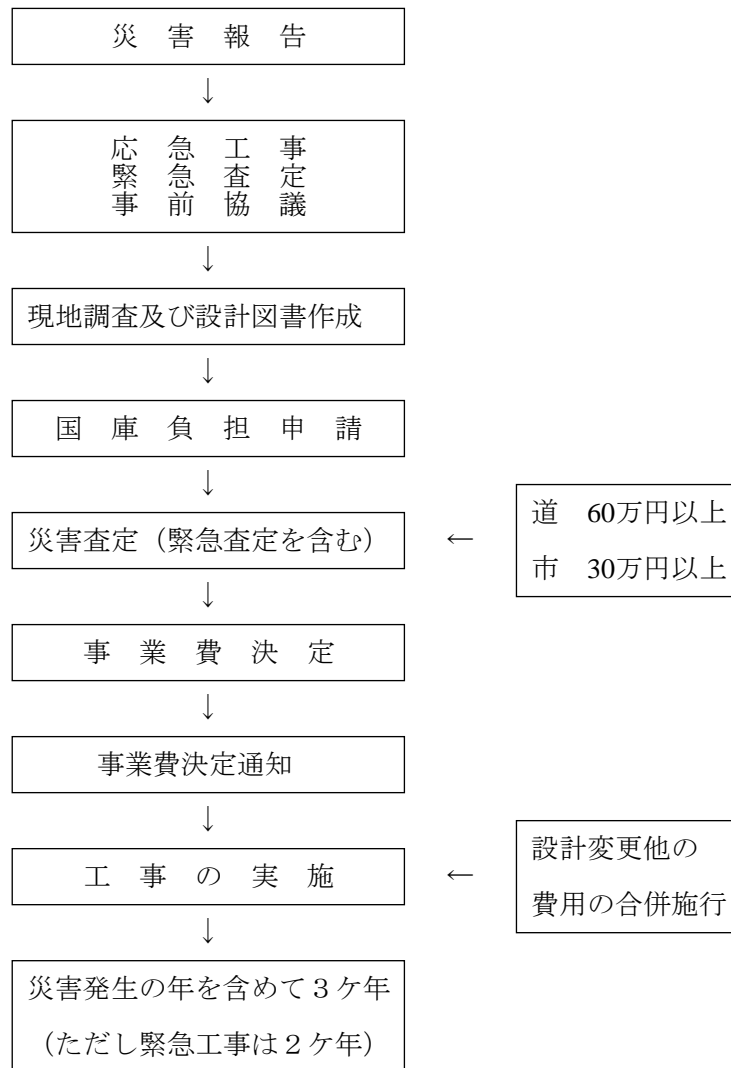 災害報告
↓
応急工事
緊急査定
事前協議
↓
現地調査及び設計図書作成
↓
国庫負担申請
↓
災害査定（緊急査定を含む）
←
道　60万円以上
市　30万円以上
↓
事業費決定
↓
事業費決定通知
↓
工事の実施
←
設計変更他の
費用の合併施行
↓
災害発生の年を含めて３ケ年
（ただし緊急工事は２ケ年）